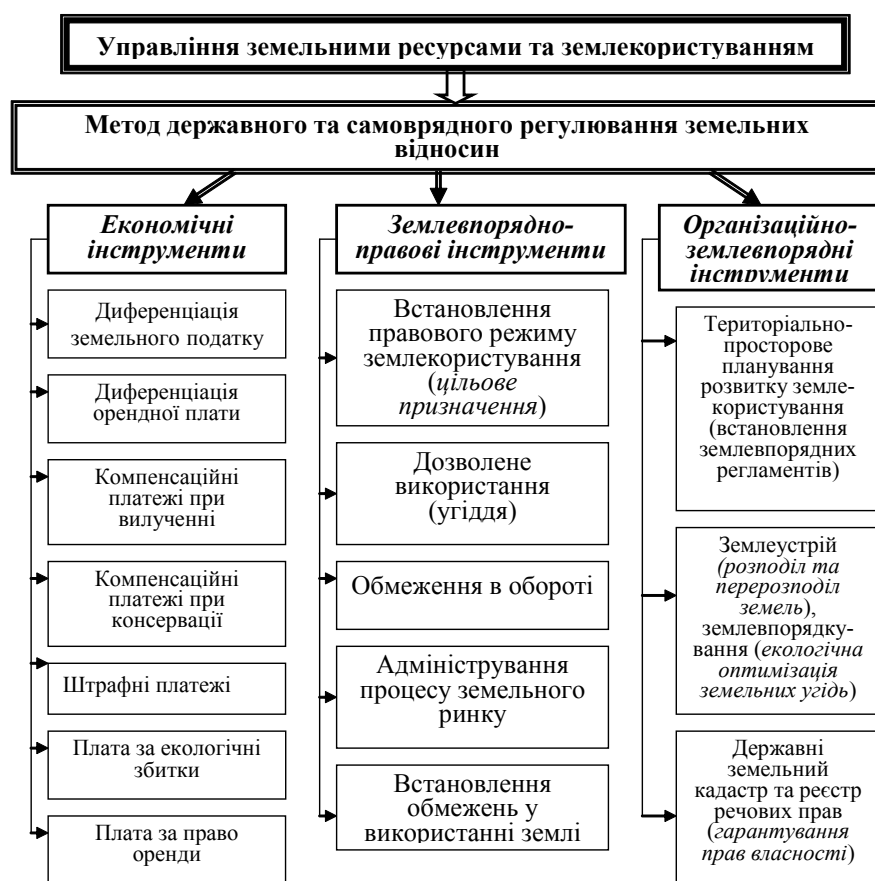 Управління земельними ресурсами та землекористуванням
Метод державного та самоврядного регулювання земельних
відносин
Економічні
інструменти
Диференціація
земельного податку
Диференціація
орендної плати
Компенсаційні
платежі при
вилученні
Компенсаційні
платежі при
консервації
Штрафні платежі
Плата за екологічні
збитки
Плата за право
оренди
Землевпорядно-
правові інструменти
Встановлення
правового режиму
землекористування
(цільове
призначення)
Дозволене
використання
(угіддя)
Обмеження в обороті
Адміністрування
процесу земельного
ринку
Встановлення
обмежень у
використанні землі
Організаційно-
землевпорядні
інструменти
Територіально-
просторове
планування
розвитку земле-
користування
(встановлення
землевпорядних
регламентів)
Землеустрій
(розподіл та
перерозподіл
земель),
землевпорядку-
вання (екологічна
оптимізація
земельних угідь)
Державні
земельний
кадастр та реєстр
речових прав
(гарантування
прав власності)